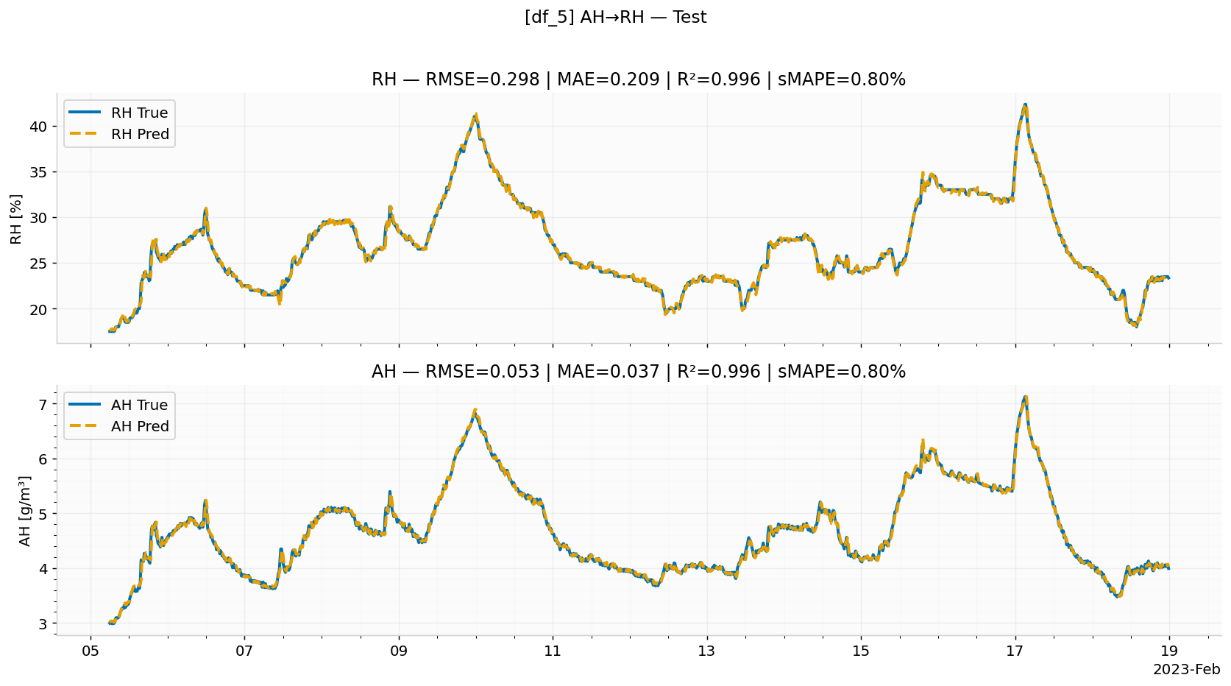 [df_5] AH→RH — Test
RH — RMSE=0.298 | MAE=0.209 | R²=0.996 | sMAPE=0.80%
RH True
RH Pred
RH [%]
40
35
30
25
20
AH — RMSE=0.053 | MAE=0.037 | R²=0.996 | sMAPE=0.80%
AH True
AH Pred
AH [g/m³]
7
6
5
4
3
05 07 09 11 13 15 17 19
2023-Feb